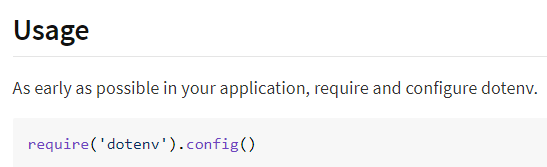 Usage
As early as possible in your application, require and configure dotenv.
require('dotenv').config()